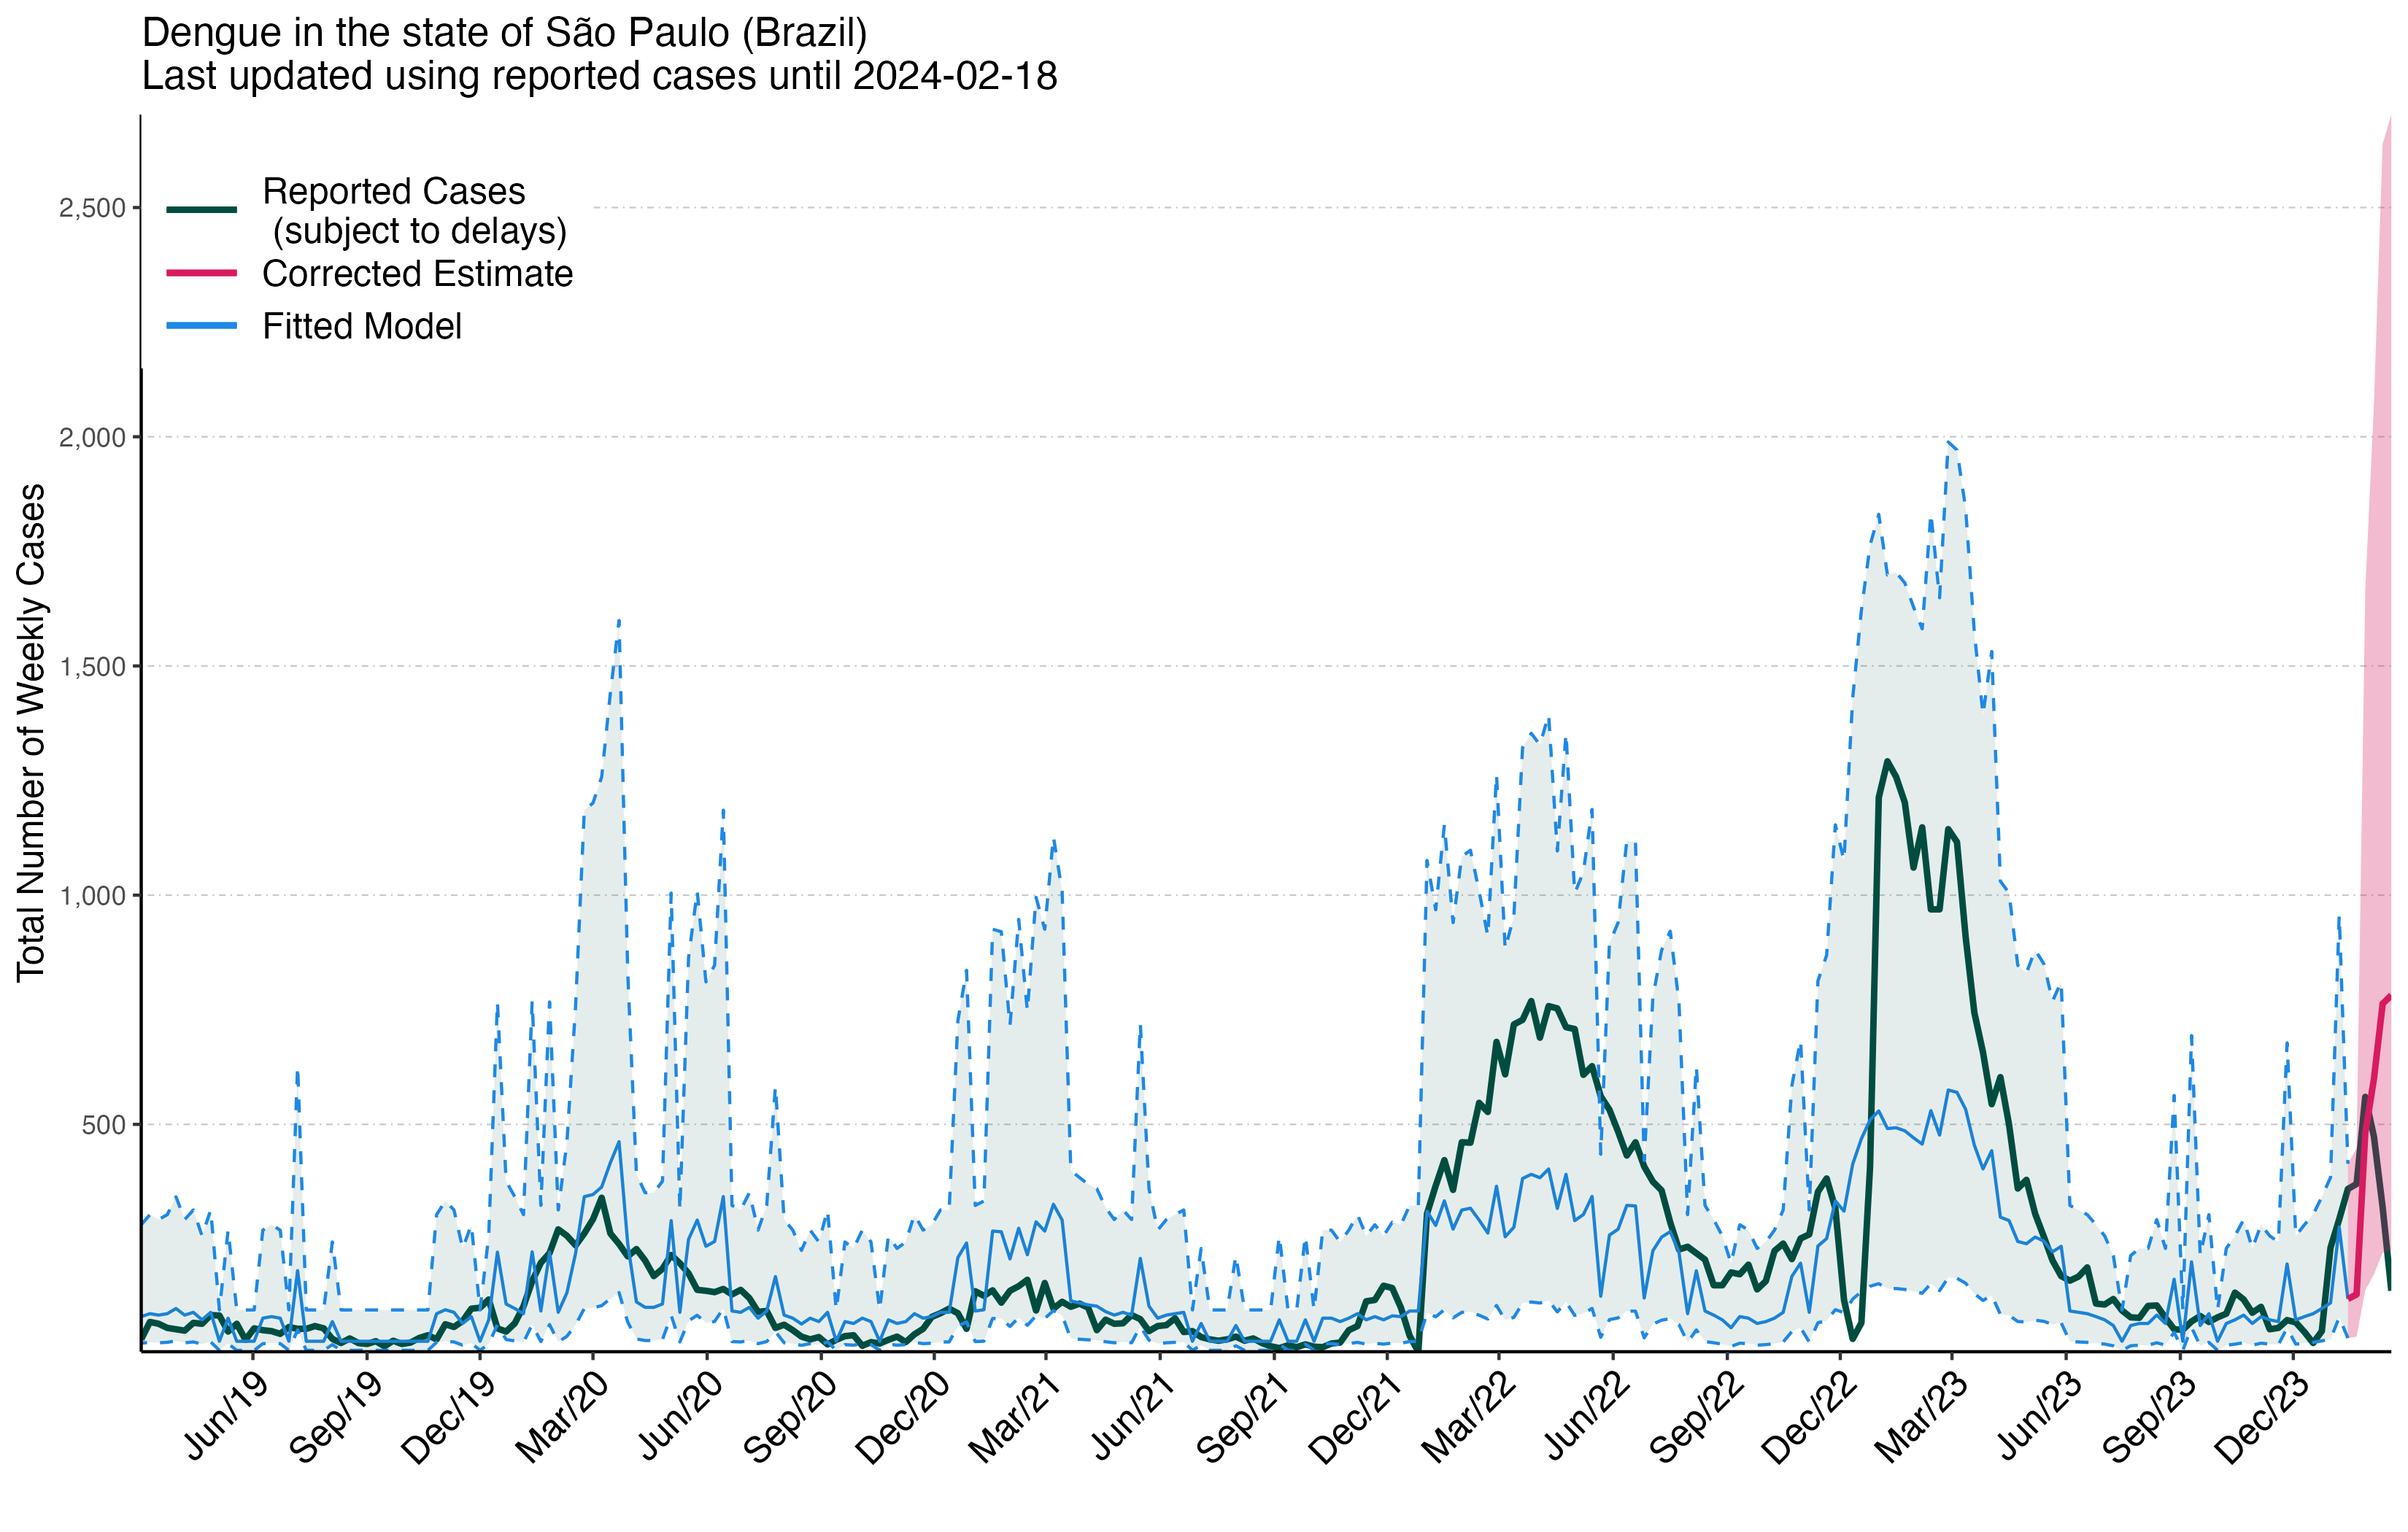 Dengue in the state of São Paulo (Brazil)
Last updated using reported cases until 2024-02-18
Total Number of Weekly Cases
2,500
2,000
1,500
1,000
500
Reported Cases
(subject to delays)
Corrected Estimate
Fitted Model
Jun/19
Sep/19
Dec/19
Mar/20
Jun/20
Sep/20
Dec/20
Mar/21
Jun/21
Sep/21
Dec/21
Mar/22
Jun/22
Sep/22
Dec/22
Mar/23
Jun/23
Sep/23
Dec/23